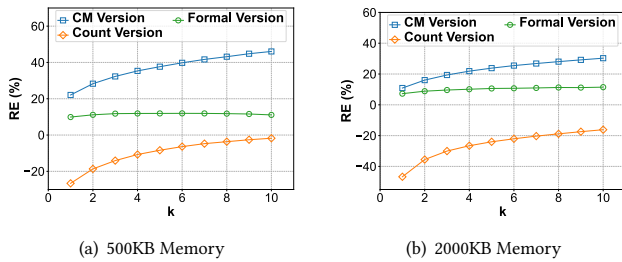 CM Version
Formal Version
Count Version
RE (%)
60
40
20
0
−20
2
4
6
8
10
k
(a) 500KB Memory
CM Version
Formal Version
Count Version
RE (%)
60
40
20
0
−20
−40
0
2
4
6
8
10
k
(b) 2000KB Memory